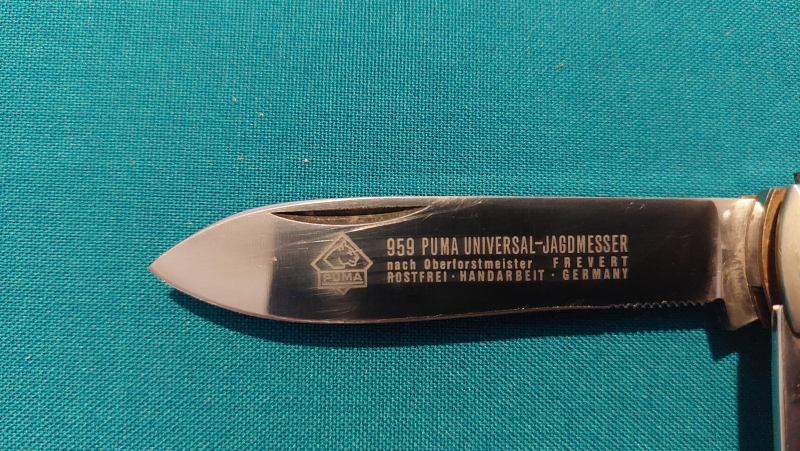 PUMA
959 PUMA UNIVERSAL-JAGDMESSER
nach Oberforstmeister FREVERT
ROSTFREI · HANDARBEIT · GERMANY